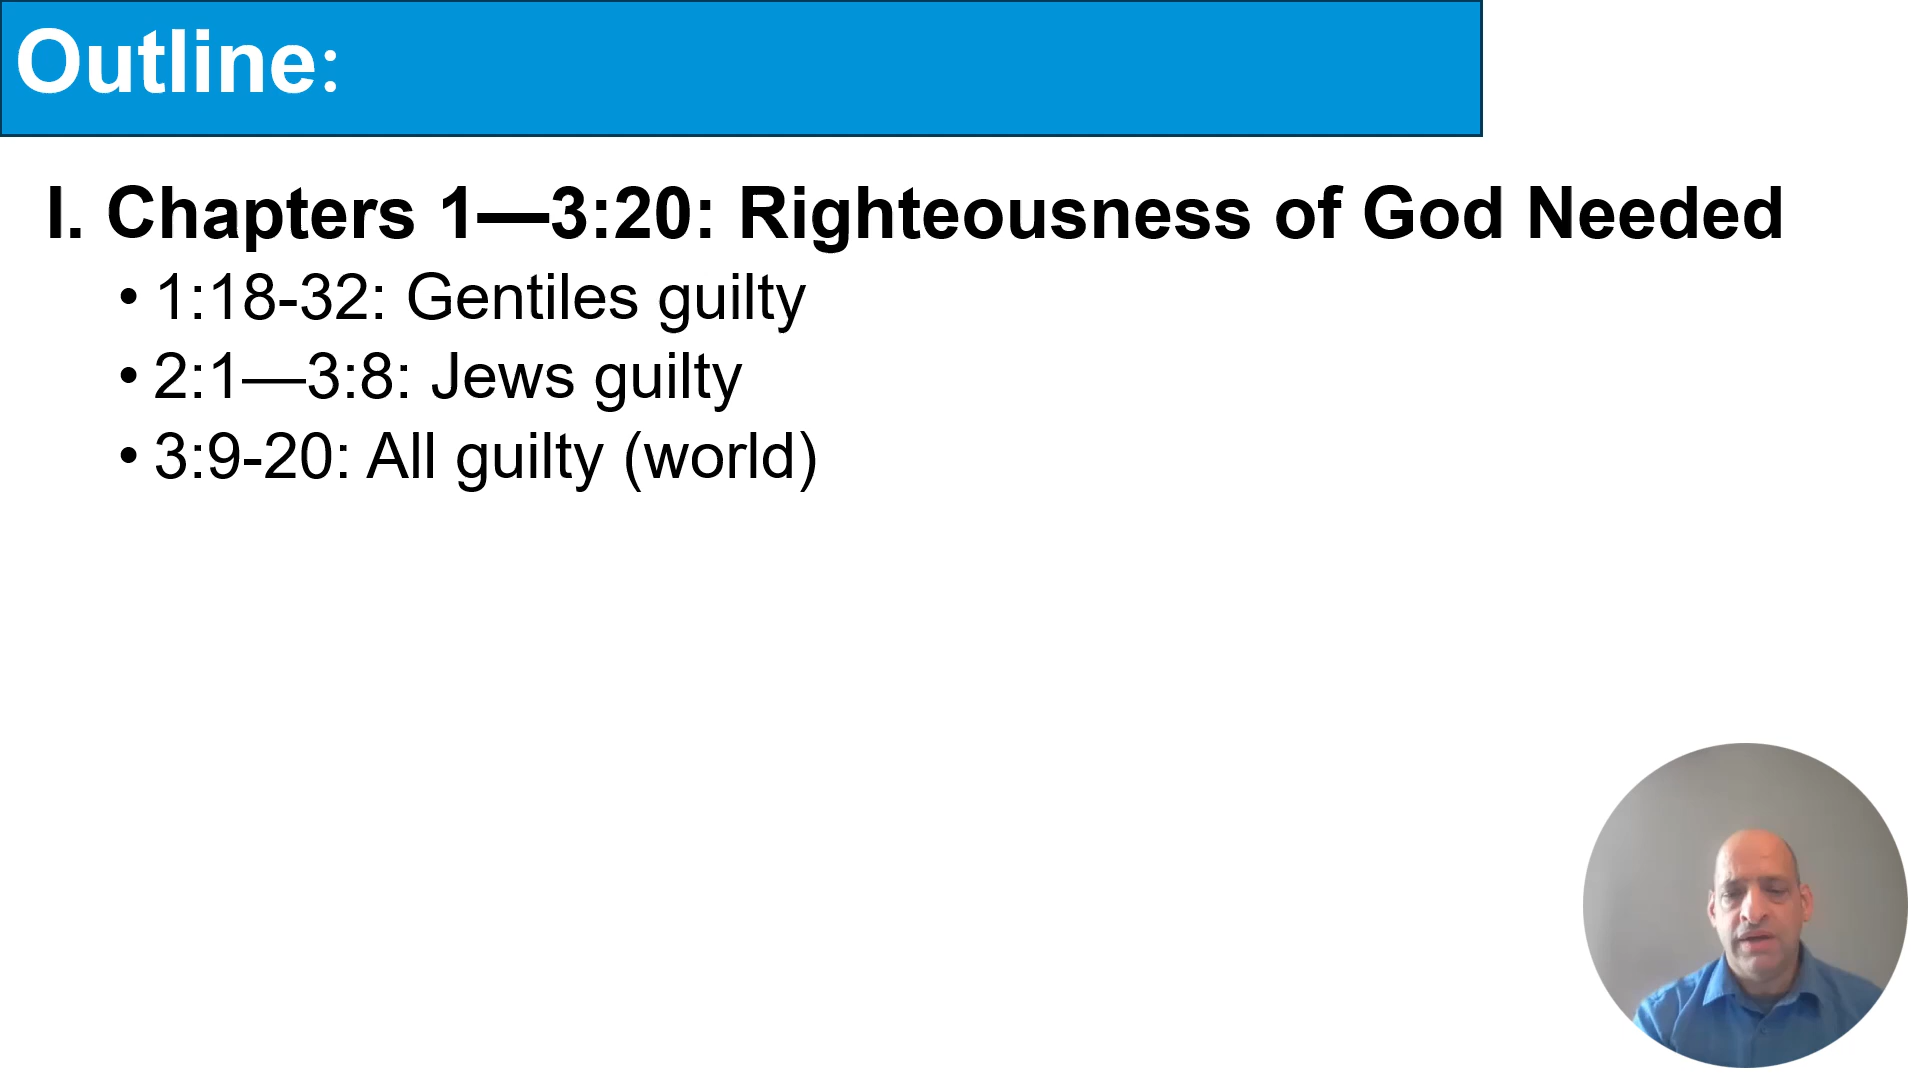 Outline:
I. Chapters 1—3:20: Righteousness of God Needed
• 1:18-32: Gentiles guilty
• 2:1—3:8: Jews guilty
• 3:9-20: All guilty (world)